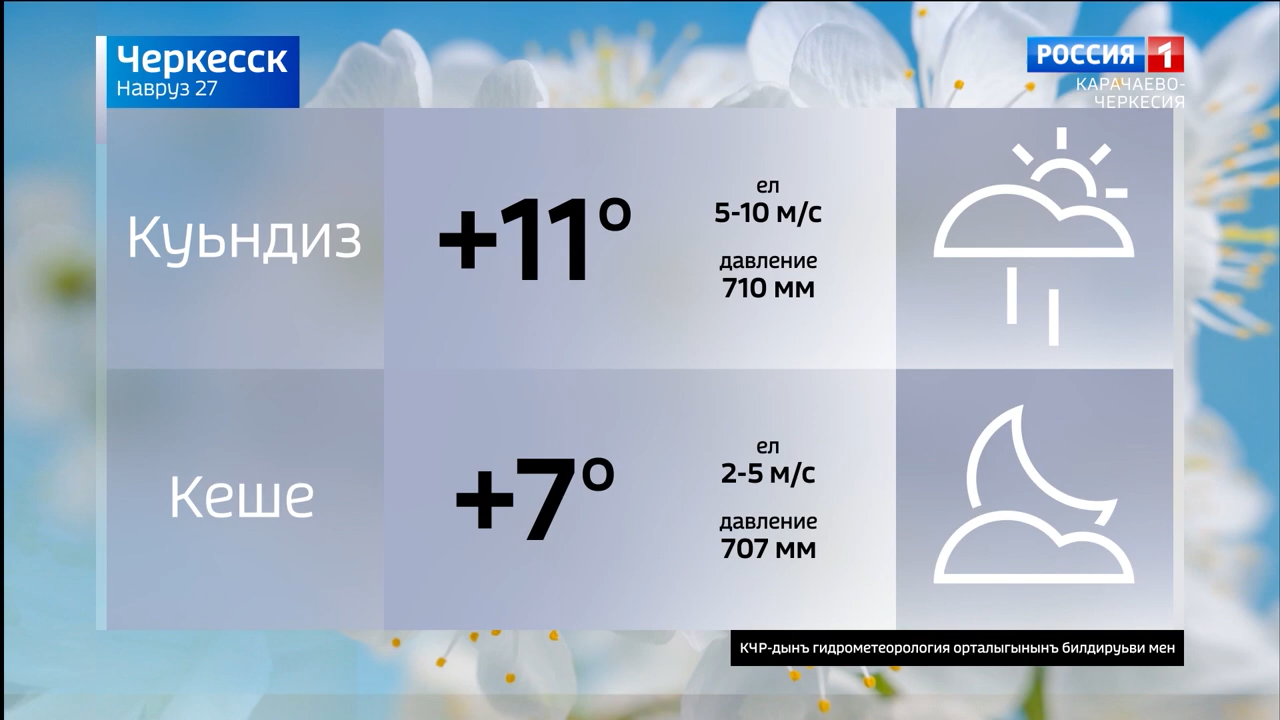 Черкесск
Навруз 27
РОССИЯ 1
КАРАЧАЕВО-
ЧЕРКЕСИЯ
Куьндиз
+11°
ел
5-10 м/с
давление
710 мм
Кеше
+7°
ел
2-5 м/с
давление
707 мм
КЧР-дынъ гидрометеорология орталыгынынъ билдируьви мен